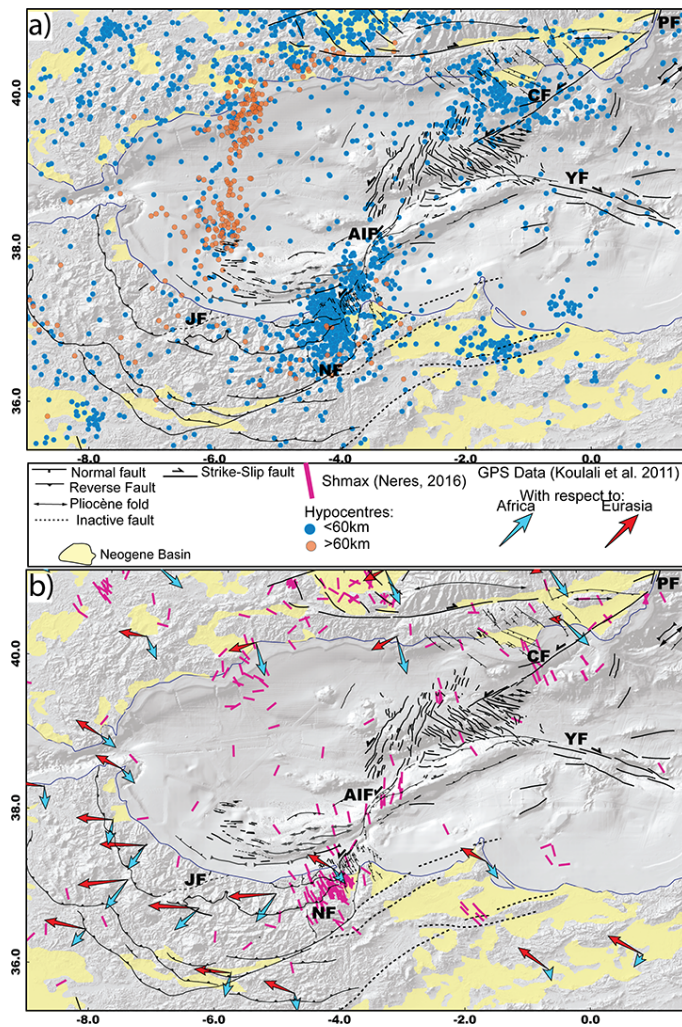 a)
PF
40.0
CF
YF
AIF
38.0
JF
NF
36.0
-8.0 -6.0 -4.0 -2.0 0.0
Normal fault
Strike-Slip fault
Shmax (Neres, 2016)
GPS Data (Koulali et al. 2011)
Reverse Fault
With respect to:
Pliocène fold
Hypocentres:
Africa
Eurasia
Inactive fault
<60km
>60km
Neogene Basin
b)
PF
40.0
CF
YF
AIF
38.0
JF
NF
36.0
-8.0 -6.0 -4.0 -2.0 0.0